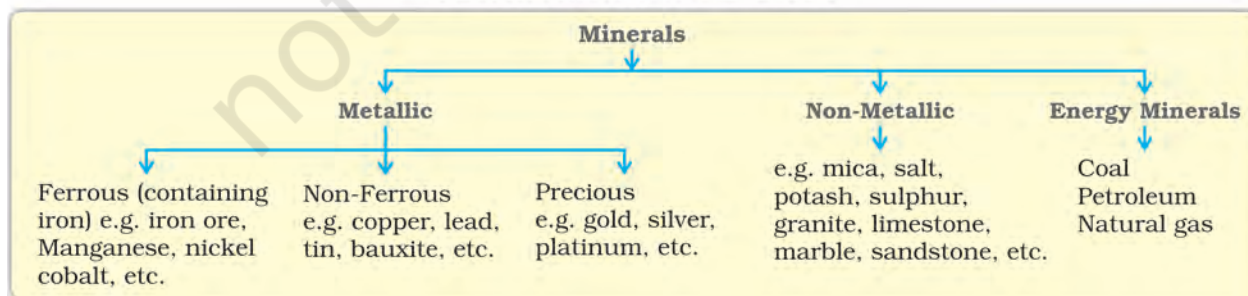 not
Minerals
Metallic
Non-Metallic
Energy Minerals
Ferrous (containing
iron) e.g. iron ore,
Manganese, nickel
cobalt, etc.
Non-Ferrous
e.g. copper, lead,
tin, bauxite, etc.
Precious
e.g. gold, silver,
platinum, etc.
e.g. mica, salt,
potash, sulphur,
granite, limestone,
marble, sandstone, etc.
Coal
Petroleum
Natural gas